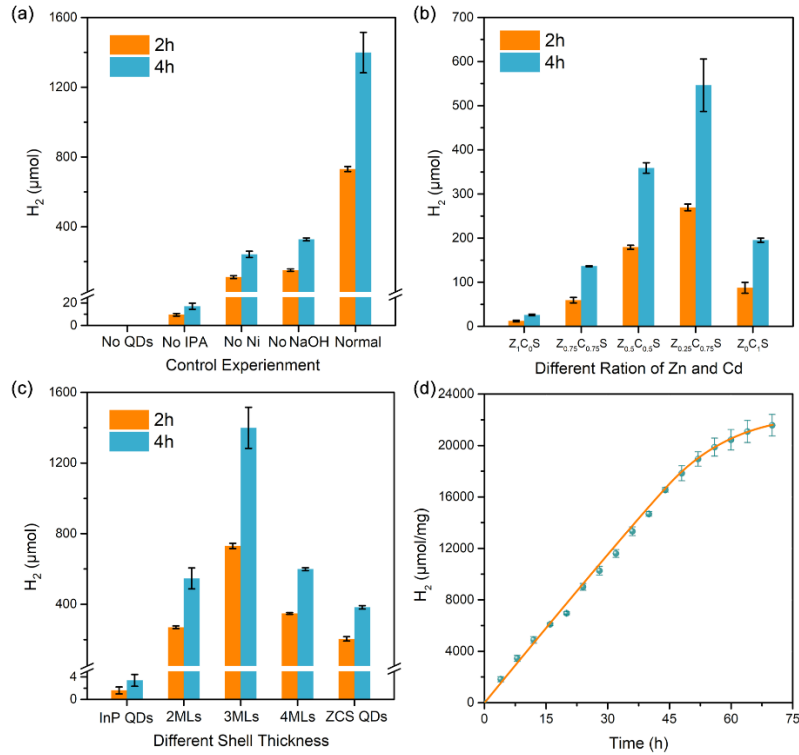 (a)
1600
1400
800
400
20
0
H₂ (μmol)
2h
4h
No QDs No IPA No Ni No NaOH Normal
Control Experienment
(b)
700
600
500
400
300
200
100
0
H₂ (μmol)
2h
4h
Z₁C₀S Z₀.₇₅C₀.₇₅S Z₀.₅C₀.₅S Z₀.₂₅C₀.₇₅S Z₀C₁S
Different Ration of Zn and Cd
(c)
1600
1400
800
400
4
0
H₂ (μmol)
2h
4h
InP QDs 2MLs 3MLs 4MLs ZCS QDs
Different Shell Thickness
(d)
24000
20000
16000
12000
8000
4000
0
H₂ (μmol/mg)
0 15 30 45 60 75
Time (h)